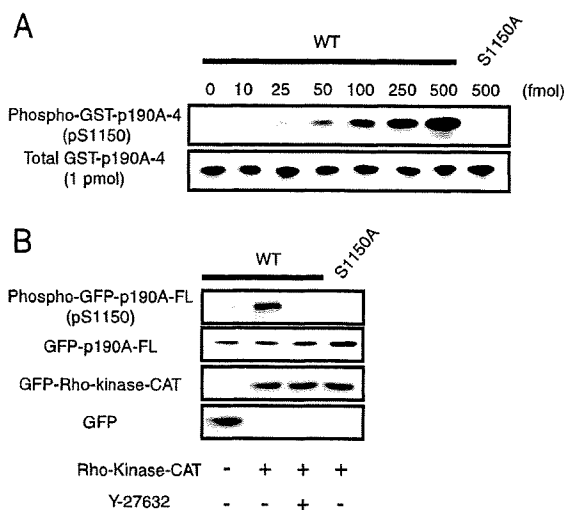 A
WT
S1150A
0 10 25 50 100 250 500 500 (fmol)
Phospho-GST-p190A-4
(pS1150)
Total GST-p190A-4
(1 pmol)
B
WT
S1150A
Phospho-GFP-p190A-FL
(pS1150)
GFP-p190A-FL
GFP-Rho-kinase-CAT
GFP
Rho-Kinase-CAT - + + +
Y-27632 - - + -